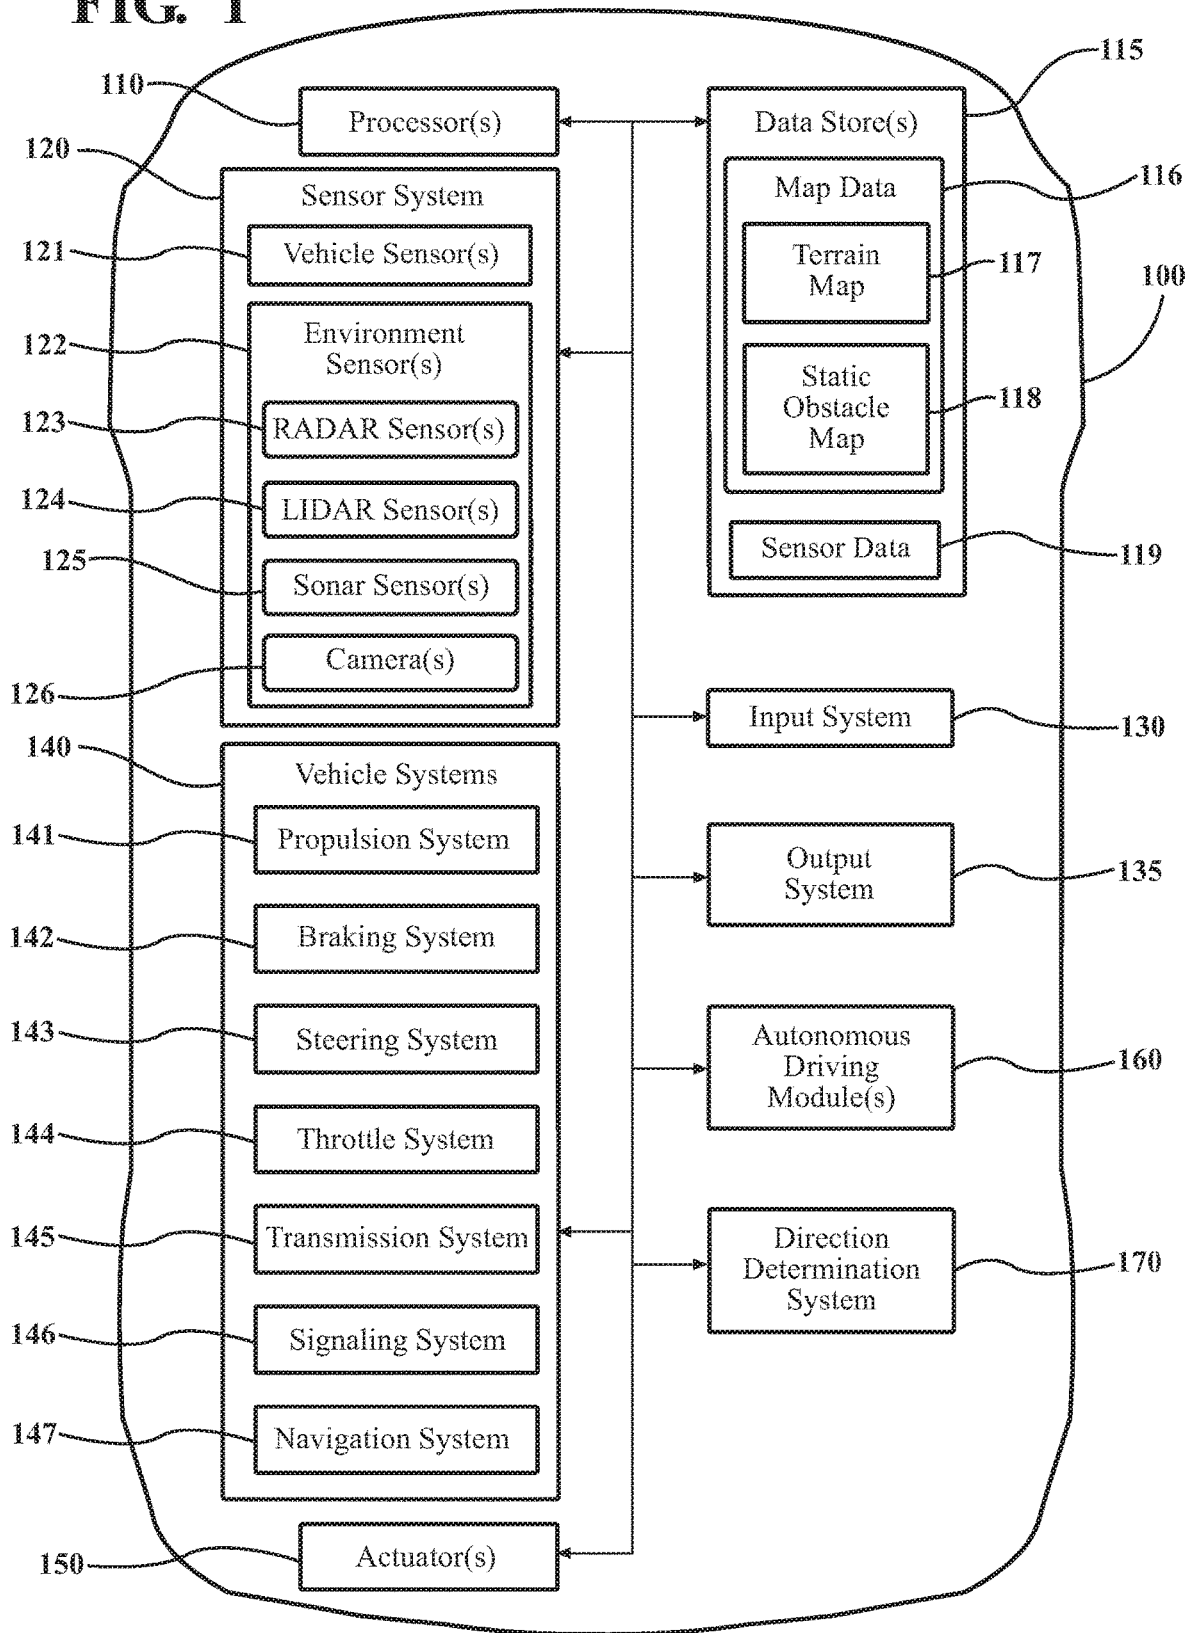 FIG. 1
110
Processor(s)
120
Sensor System
121
Vehicle Sensor(s)
122
Environment
Sensor(s)
123
RADAR Sensor(s)
124
LIDAR Sensor(s)
125
Sonar Sensor(s)
126
Camera(s)
140
Vehicle Systems
141
Propulsion System
142
Braking System
143
Steering System
144
Throttle System
145
Transmission System
146
Signaling System
147
Navigation System
150
Actuator(s)
115
Data Store(s)
Map Data
116
Terrain
Map
117
100
Static
Obstacle
Map
118
Sensor Data
119
Input System
130
Output
System
135
Autonomous
Driving
Module(s)
160
Direction
Determination
System
170